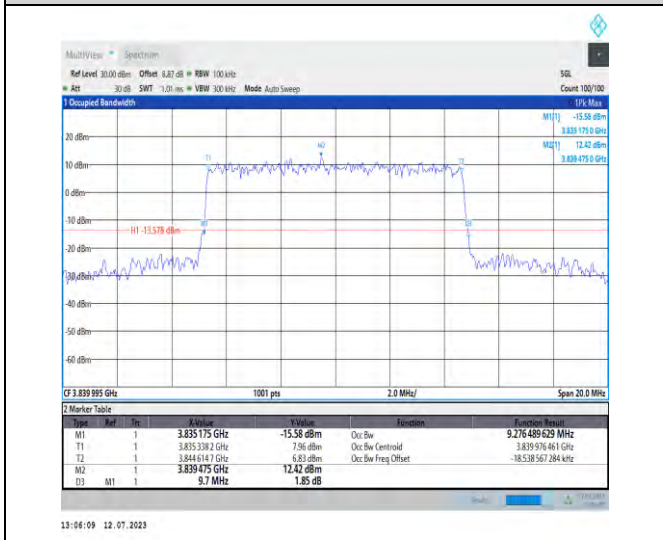 MultiView Spectrum
Ref Level 30.00 dBm Offset 8.87 dB RBW 100 kHz SGL
Att 30 dB SWT 1.01 ms VBW 300 kHz Mode Auto Sweep Count 100/100
1 Occupied Bandwidth 1Pk Max
M1[1] -15.58 dBm
3.835 175 0 GHz
M2[1] 12.42 dBm
3.839 475 0 GHz
20 dBm
M2
T1
T2
10 dBm
0 dBm
-10 dBm
M1
D3
H1 -13.578 dBm
-20 dBm
-30 dBm
-40 dBm
-50 dBm
-60 dBm
CF 3.839 995 GHz 1001 pts 2.0 MHz/ Span 20.0 MHz
2 Marker Table
Type Ref Trc X-Value Y-Value Function Function Result
M1 1 3.835 175 GHz -15.58 dBm Occ Bw 9.276 489 629 MHz
T1 1 3.835 338 2 GHz 7.96 dBm Occ Bw Centroid 3.839 976 461 GHz
T2 1 3.844 614 7 GHz 6.83 dBm Occ Bw Freq Offset -18.538 567 284 kHz
M2 1 3.839 475 GHz 12.42 dBm
D3 M1 1 9.7 MHz 1.85 dB
13:06:09 12.07.2023